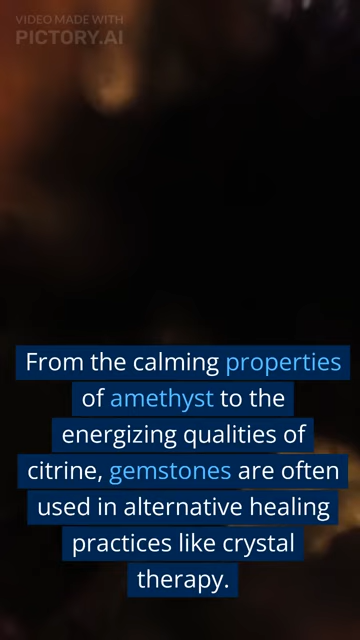 VIDEO MADE WITH
PICTORY.AI
From the calming properties
of amethyst to the
energizing qualities of
citrine, gemstones are often
used in alternative healing
practices like crystal
therapy.